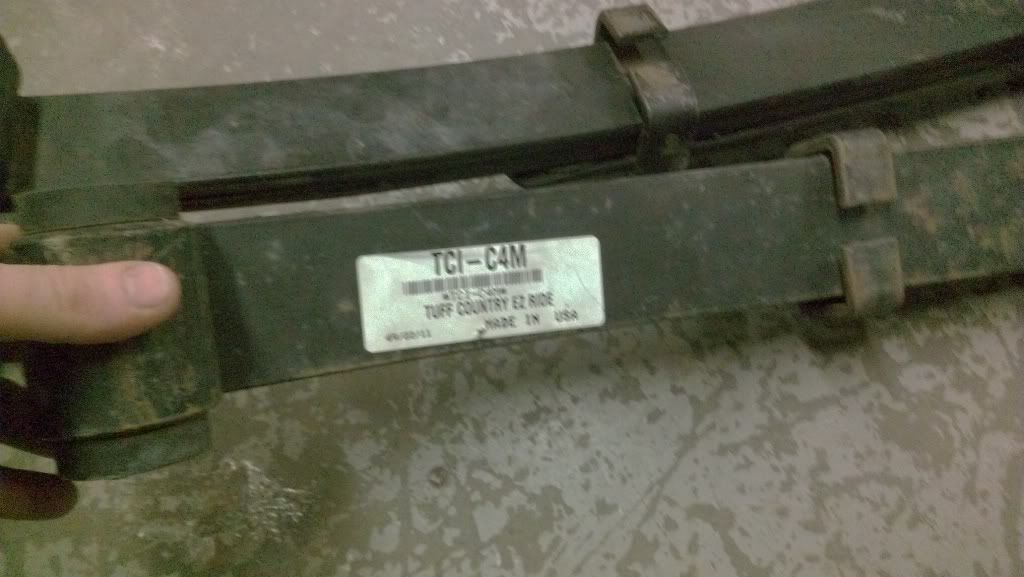 TCI-C4M
TUFF COUNTRY EZ RIDE
MADE IN USA